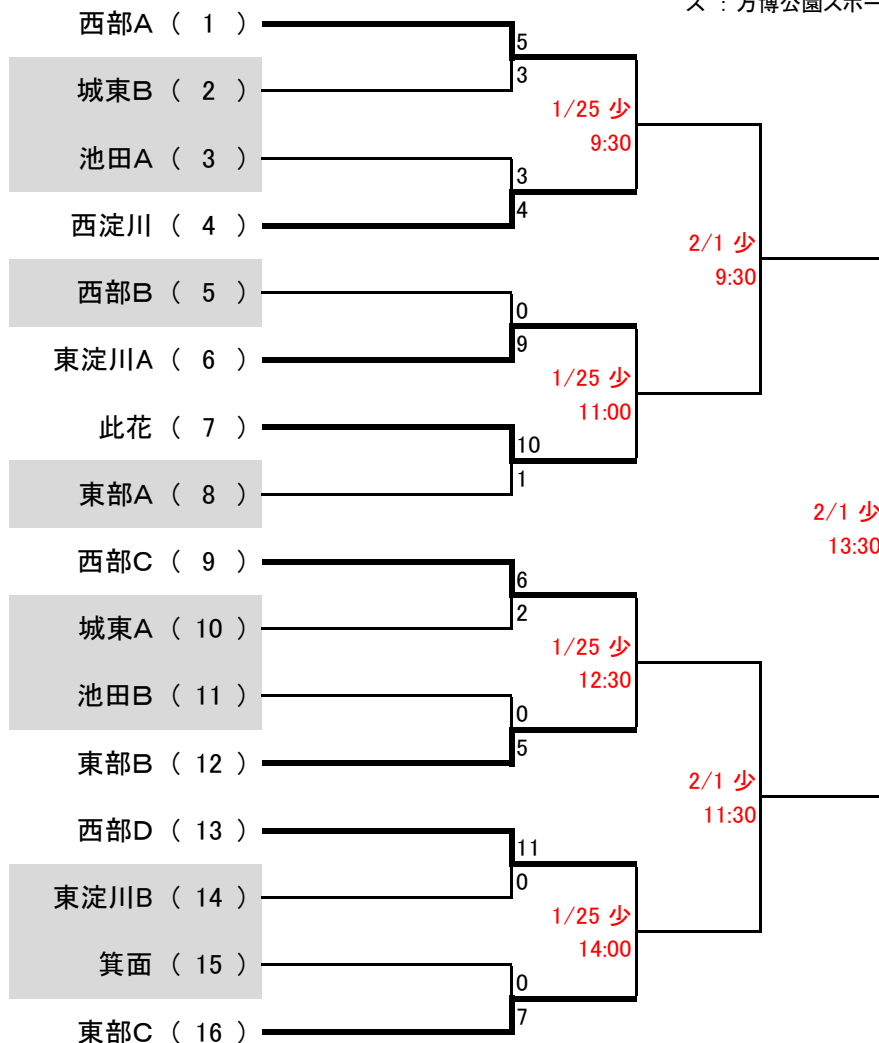 ス : 万博公園スポー
西部A ( 1 )
5
3
城東B ( 2 )
1/25 少
9:30
池田A ( 3 )
3
4
西淀川 ( 4 )
2/1 少
9:30
西部B ( 5 )
0
9
東淀川A ( 6 )
1/25 少
11:00
此花 ( 7 )
10
1
東部A ( 8 )
2/1 少
13:30
西部C ( 9 )
6
2
城東A ( 10 )
1/25 少
12:30
池田B ( 11 )
0
5
東部B ( 12 )
2/1 少
11:30
西部D ( 13 )
11
0
東淀川B ( 14 )
1/25 少
14:00
箕面 ( 15 )
0
7
東部C ( 16 )